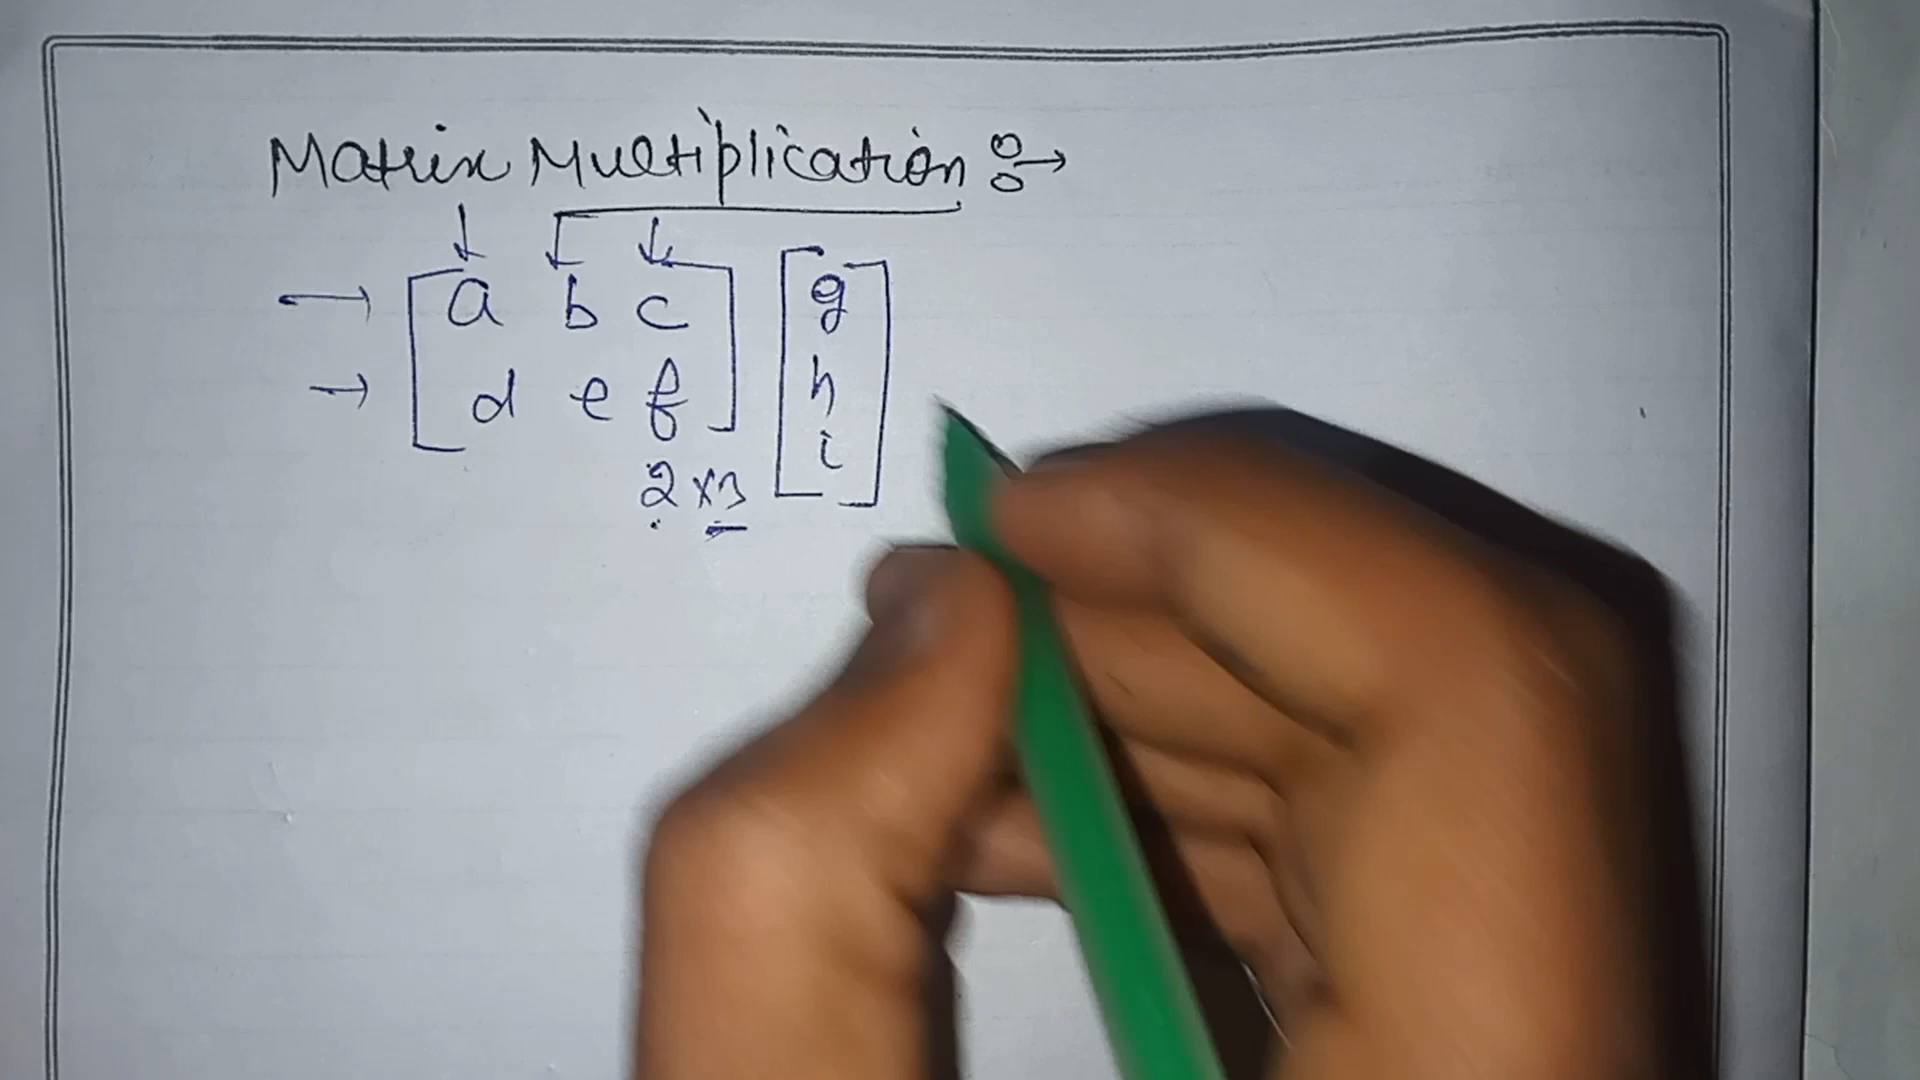 Matrix Multiplication :→
→ [a b c] [g
→ d e f h
i]
2 x 3